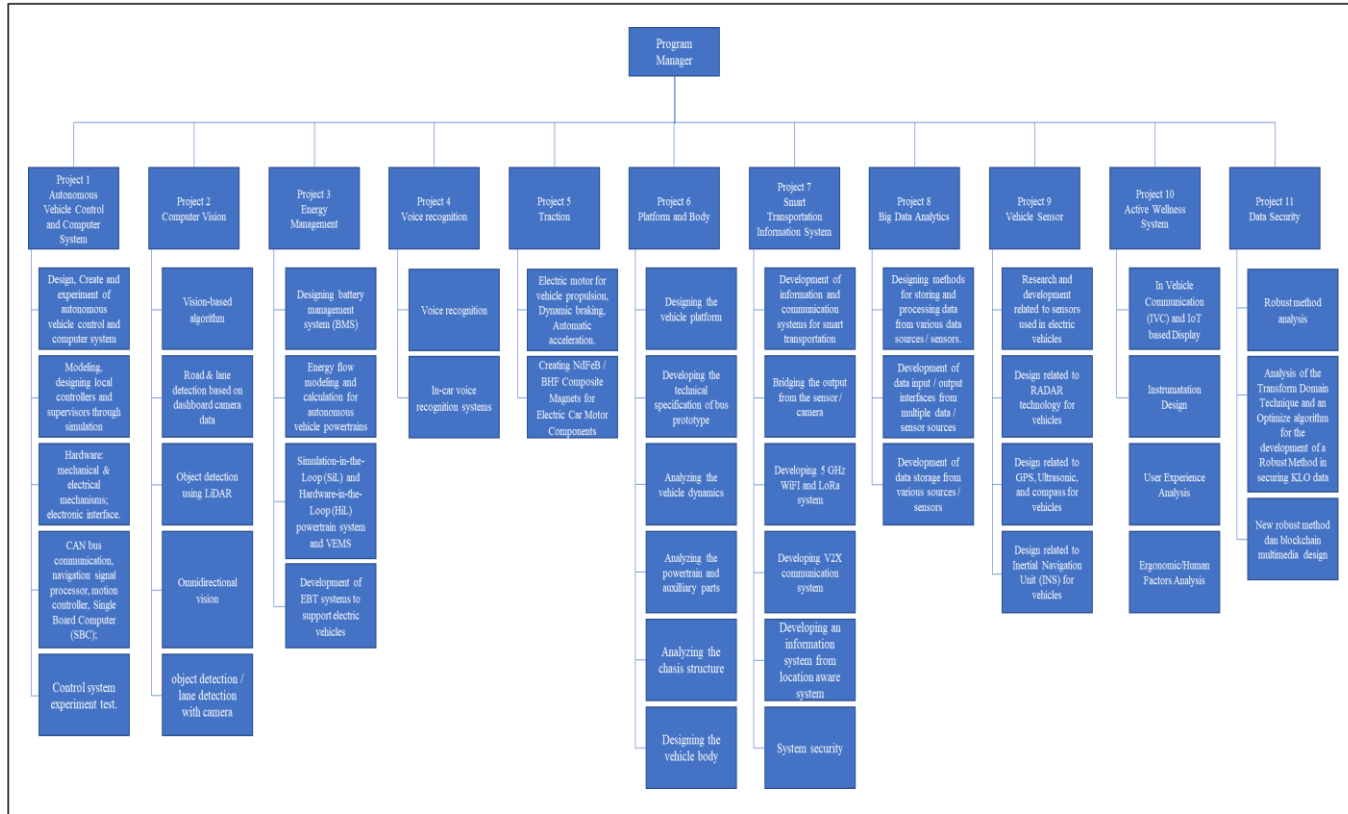 Program
Manager
Project 1
Autonomous
Vehicle Control
and Computer
System
Design, Create and
experiment of
autonomous
vehicle control and
computer system
Modeling,
designing local
controllers and
supervisors through
simulation
Hardware:
mechanical &
electrical
mechanisms;
electronic interface.
CAN bus
communication,
navigation signal
processor, motion
controller, Single
Board Computer
(SBC);
Control system
experiment test.
Project 2
Computer Vision
Vision-based
algorithm
Road & lane
detection based on
dashboard camera
data
Object detection
using LiDAR
Omnidirectional
vision
object detection /
lane detection
with camera
Project 3
Energy
Management
Designing battery
management
system (BMS)
Energy flow
modeling and
calculation for
autonomous
vehicle powertrains
Simulation-in-the-
Loop (SiL) and
Hardware-in-the-
Loop (HiL)
powertrain system
and VEMS
Development of
EBT systems to
support electric
vehicles
Project 4
Voice recognition
Voice recognition
In-car voice
recognition systems
Project 5
Traction
Electric motor for
vehicle propulsion,
Dynamic braking,
Automatic
acceleration.
Creating NdFeB /
BHF Composite
Magnets for
Electric Car Motor
Components
Project 6
Platform and Body
Designing the
vehicle platform
Developing the
technical
specification of bus
prototype
Analyzing the
vehicle dynamics
Analyzing the
powertrain and
auxilliary parts
Analyzing the
chasis structure
Designing the
vehicle body
Project 7
Smart
Transportation
Information System
Development of
information and
communication
systems for smart
transportation
Bridging the output
from the sensor /
camera
Developing 5 GHz
WiFI and LoRa
system
Developing V2X
communication
system
Developing an
information
system from
location aware
system
System security
Project 8
Big Data Analytics
Designing methods
for storing and
processing data
from various data
sources / sensors.
Development of
data input / output
interfaces from
multiple data /
sensor sources
Development of
data storage from
various sources /
sensors
Project 9
Vehicle Sensor
Research and
development
related to sensors
used in electric
vehicles
Design related to
RADAR
technology for
vehicles
Design related to
GPS, Ultrasonic,
and compass for
vehicles
Design related to
Inertial Navigation
Unit (INS) for
vehicles
Project 10
Active Wellness
System
In Vehicle
Communication
(IVC) and IoT
based Display
Instrumatation
Design
User Experience
Analysis
Ergonomic/Human
Factors Analysis
Project 11
Data Security
Robust method
analysis
Analysis of the
Transform Domain
Technique and an
Optimize algorithm
for the
development of a
Robust Method in
securing KLO data
New robust method
dan blockchain
multimedia design